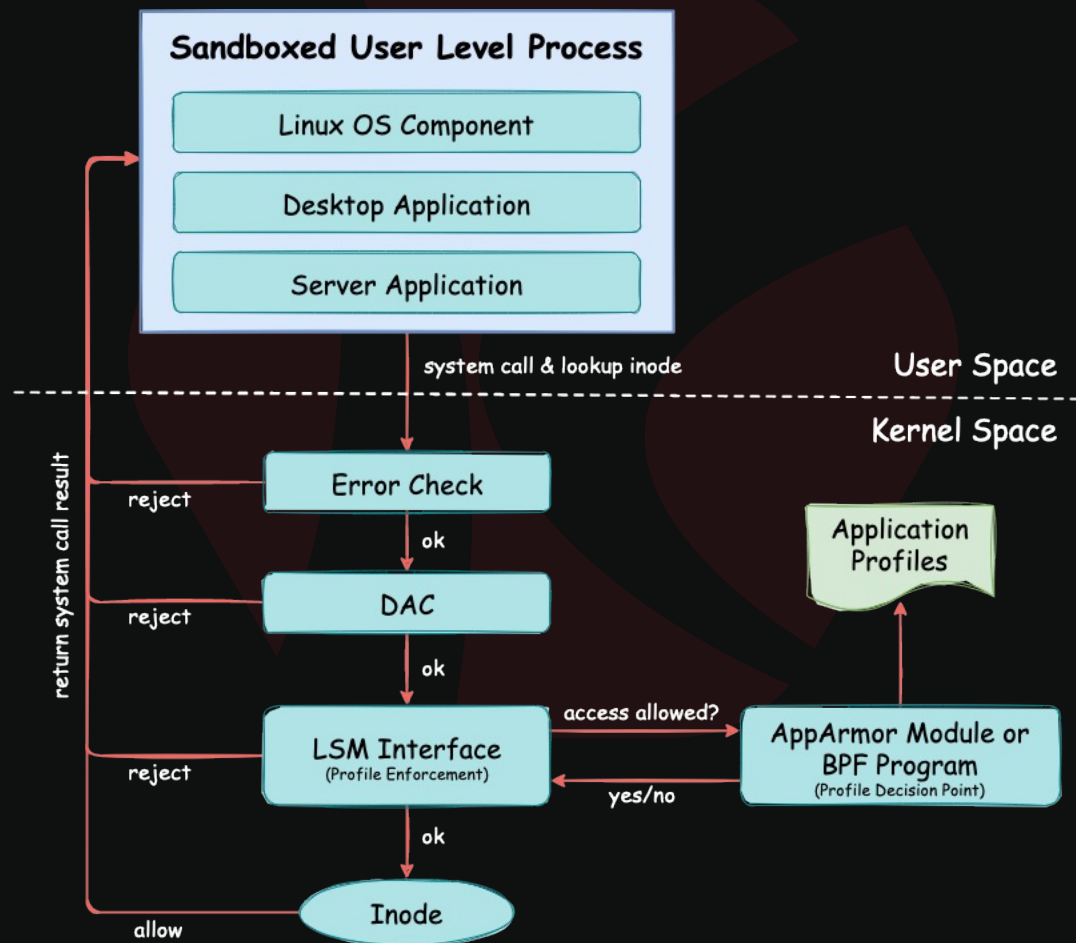 Sandboxed User Level Process
Linux OS Component
Desktop Application
Server Application
system call & lookup inode
User Space
Kernel Space
return system call result
Error Check
reject
ok
Application
Profiles
DAC
reject
ok
LSM Interface
(Profile Enforcement)
access allowed?
AppArmor Module or
BPF Program
(Profile Decision Point)
reject
yes/no
ok
Inode
allow